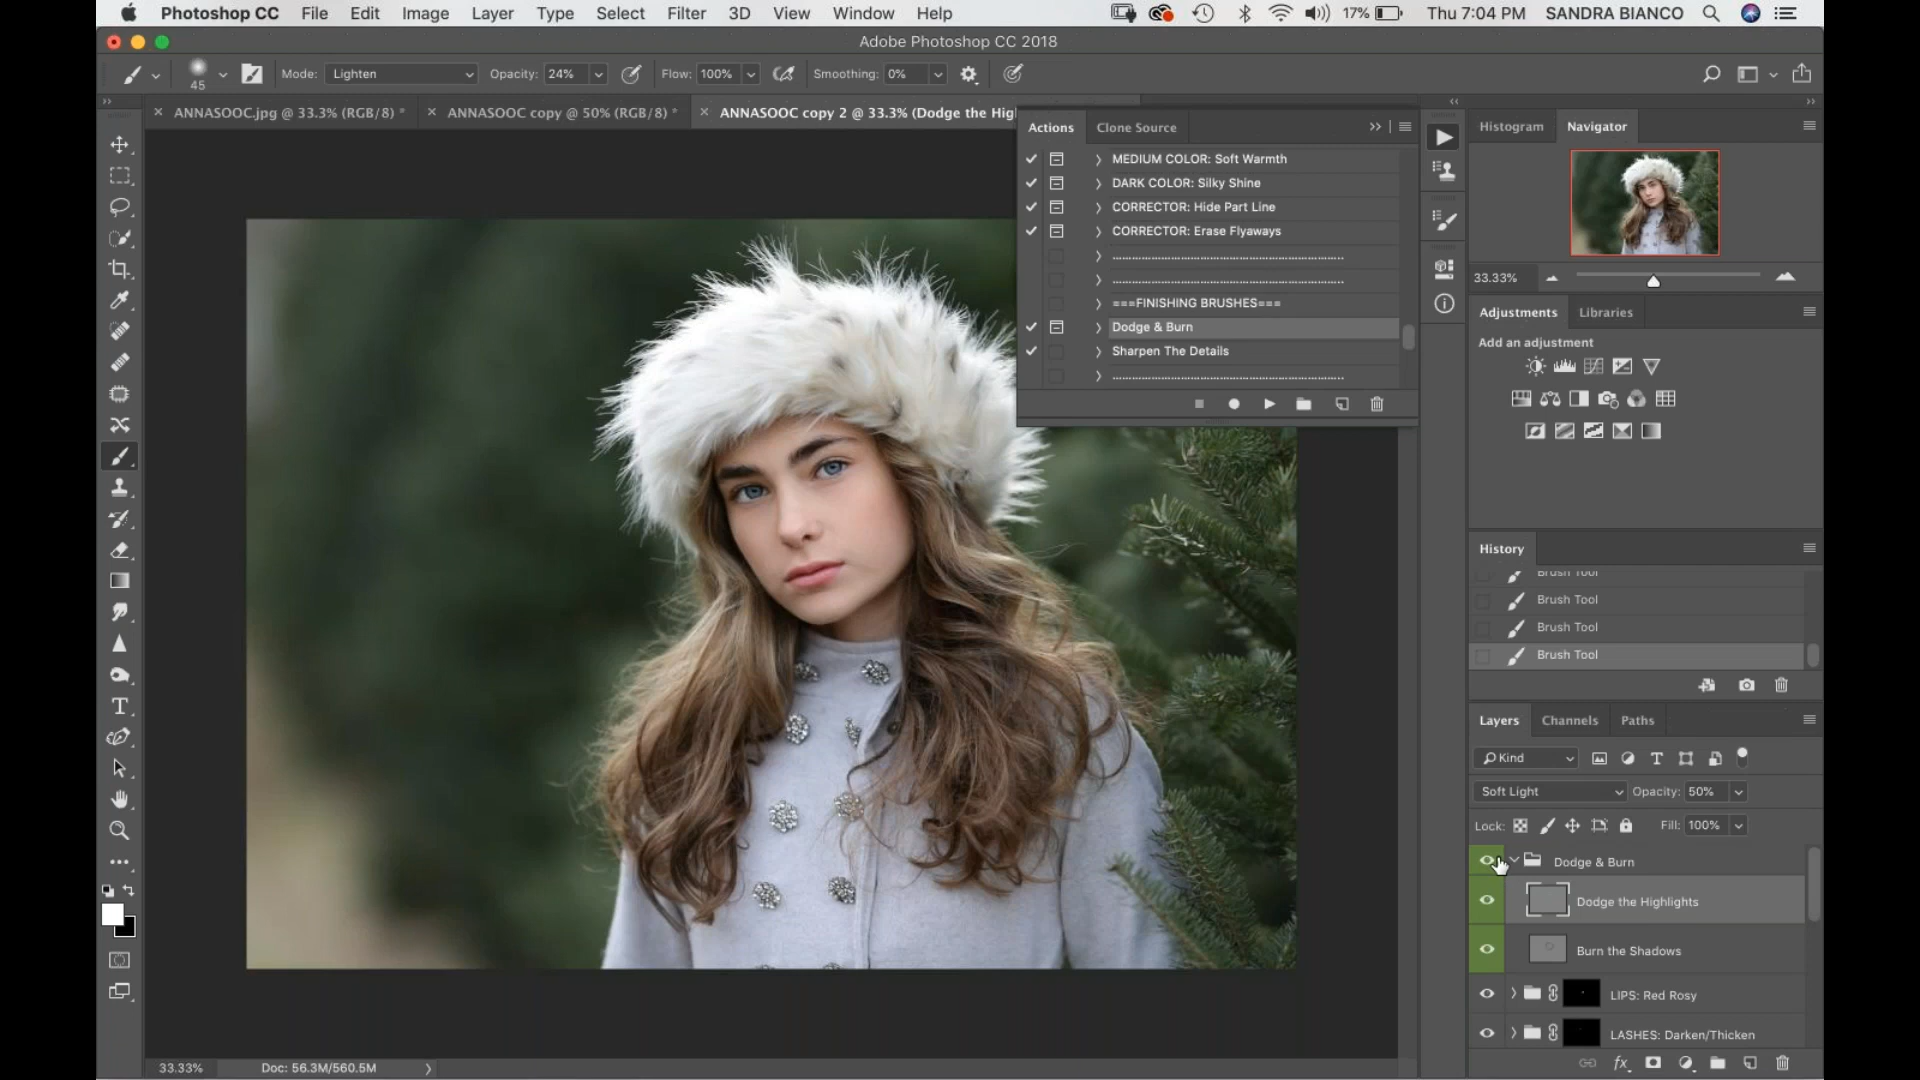 Photoshop CC File Edit Image Layer Type Select Filter 3D View Window Help 17% Thu 7:04 PM SANDRA BIANCO
Adobe Photoshop CC 2018
45 Mode: Lighten Opacity: 24% Flow: 100% Smoothing: 0%
ANNASOOC.jpg @ 33.3% (RGB/8) * ANNASOOC copy @ 50% (RGB/8) * ANNASOOC copy 2 @ 33.3% (Dodge the Hig
Actions Clone Source
MEDIUM COLOR: Soft Warmth
DARK COLOR: Silky Shine
CORRECTOR: Hide Part Line
CORRECTOR: Erase Flyaways
===FINISHING BRUSHES===
Dodge & Burn
Sharpen The Details
Histogram Navigator
33.33%
Adjustments Libraries
Add an adjustment
History
Brush Tool
Brush Tool
Brush Tool
Brush Tool
Layers Channels Paths
Kind
Soft Light Opacity: 50%
Lock: Fill: 100%
Dodge & Burn
Dodge the Highlights
Burn the Shadows
LIPS: Red Rosy
LASHES: Darken/Thicken
33.33% Doc: 56.3M/560.5M